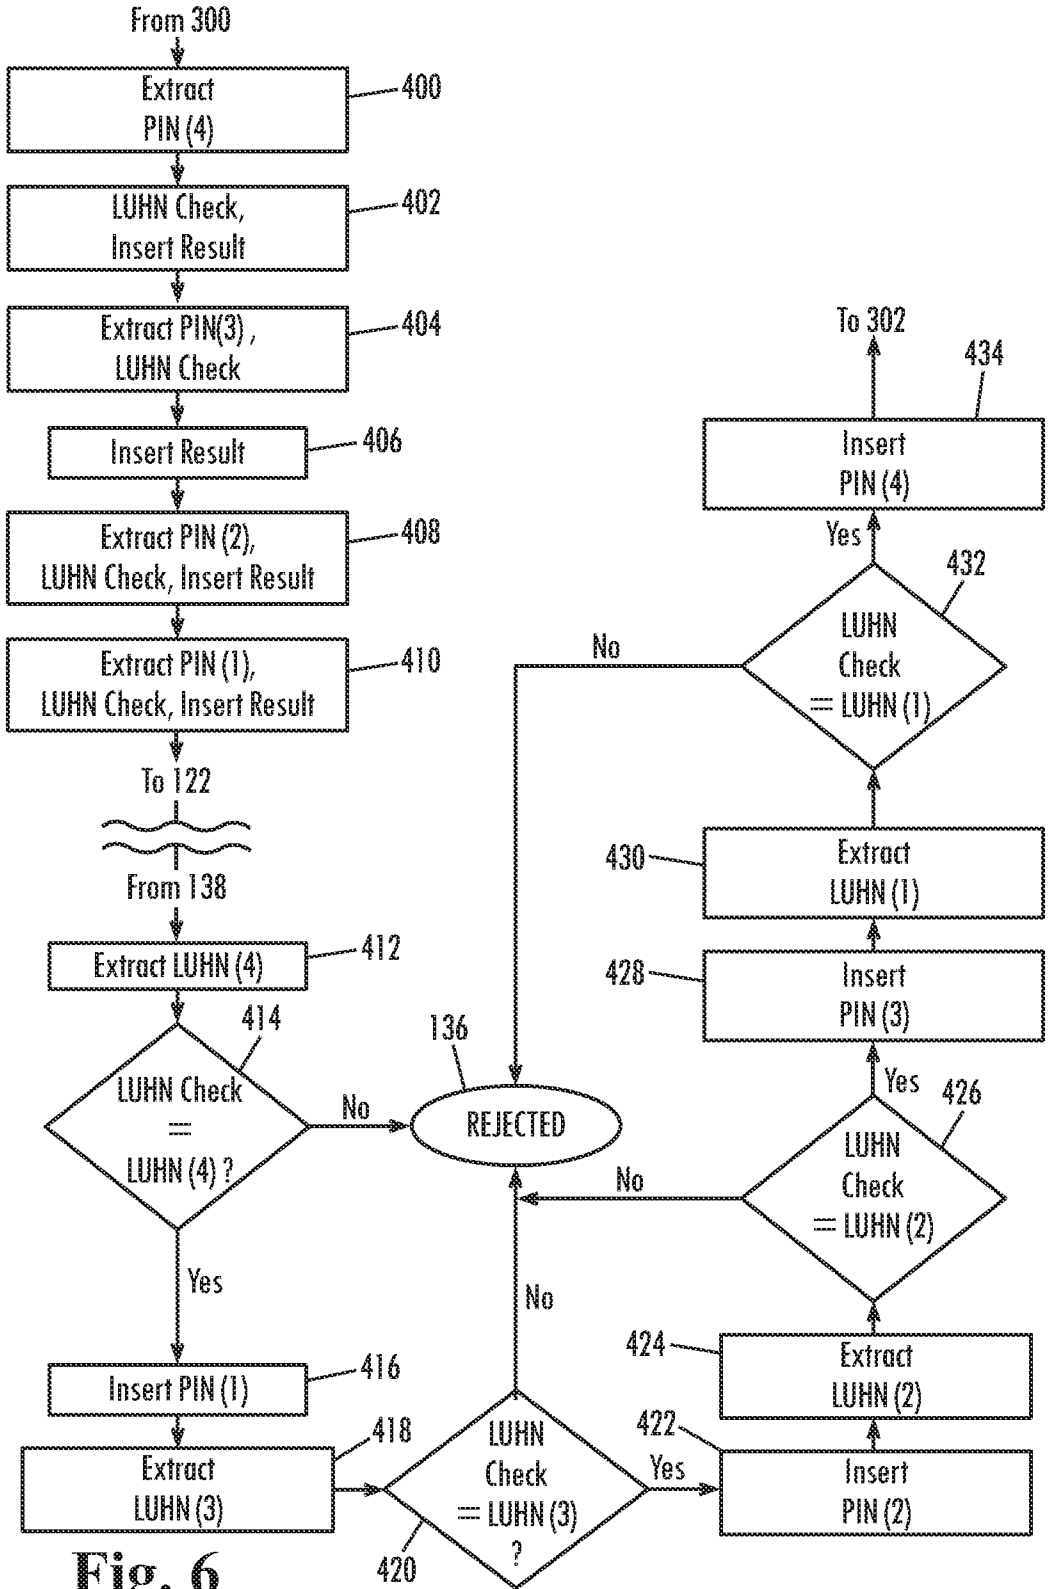 From 300
Extract
PIN (4)
400
LUHN Check,
Insert Result
402
Extract PIN(3) ,
LUHN Check
404
Insert Result
406
Extract PIN (2),
LUHN Check, Insert Result
408
Extract PIN (1),
LUHN Check, Insert Result
410
To 122
From 138
Extract LUHN (4)
412
414
LUHN Check
=
LUHN (4) ?
No
Yes
136
REJECTED
Insert PIN (1)
416
Extract
LUHN (3)
418
No
LUHN
Check
= LUHN (3)
?
420
Yes
422
Insert
PIN (2)
424
Extract
LUHN (2)
426
LUHN
Check
= LUHN (2)
No
Yes
428
Insert
PIN (3)
430
Extract
LUHN (1)
432
LUHN
Check
= LUHN (1)
No
Yes
Insert
PIN (4)
434
To 302
Fig. 6